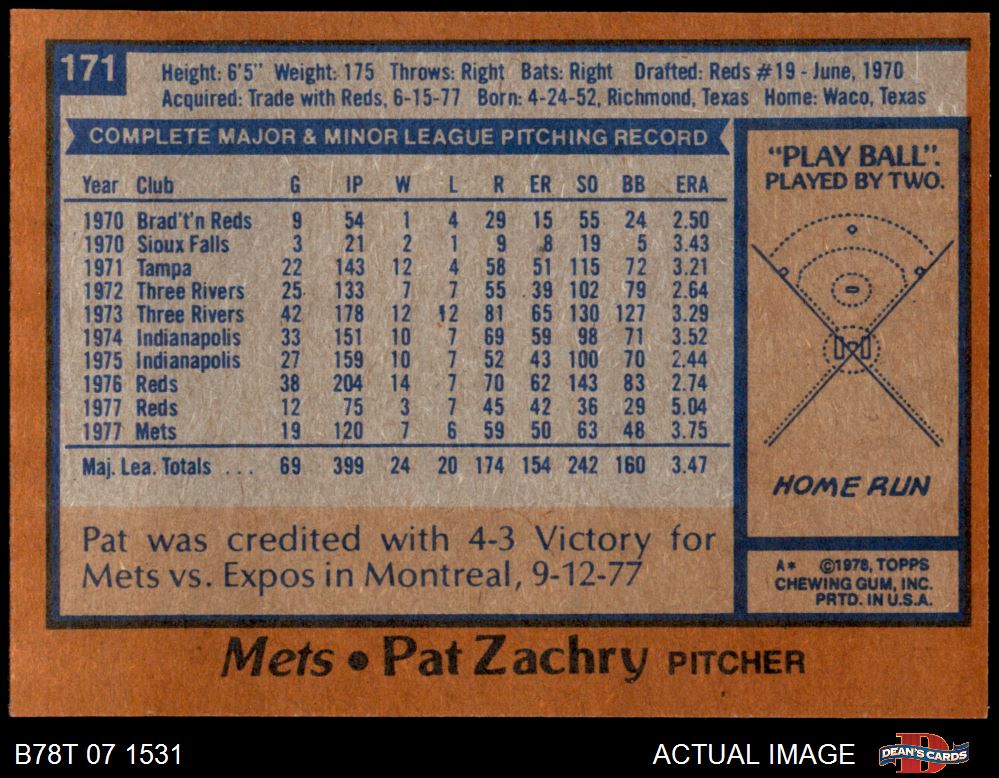 171
Height: 6'5" Weight: 175 Throws: Right Bats: Right Drafted: Reds #19 - June, 1970
Acquired: Trade with Reds, 6-15-77 Born: 4-24-52, Richmond, Texas Home: Waco, Texas
COMPLETE MAJOR & MINOR LEAGUE PITCHING RECORD
Year Club G IP W L R ER SO BB ERA
1970 Brad't'n Reds 9 54 1 4 29 15 55 24 2.50
1970 Sioux Falls 3 21 2 1 9 8 19 5 3.43
1971 Tampa 22 143 12 4 58 51 115 72 3.21
1972 Three Rivers 25 133 7 7 55 39 102 79 2.64
1973 Three Rivers 42 178 12 12 81 65 130 127 3.29
1974 Indianapolis 33 151 10 7 69 59 98 71 3.52
1975 Indianapolis 27 159 10 7 52 43 100 70 2.44
1976 Reds 38 204 14 7 70 62 143 83 2.74
1977 Reds 12 75 3 7 45 42 36 29 5.04
1977 Mets 19 120 7 6 59 50 63 48 3.75
Maj. Lea. Totals ... 69 399 24 20 174 154 242 160 3.47
Pat was credited with 4-3 Victory for
Mets vs. Expos in Montreal, 9-12-77
"PLAY BALL":
PLAYED BY TWO.
HOME RUN
A* ©1978, TOPPS
CHEWING GUM, INC.
PRTD. IN U.S.A.
Mets • Pat Zachry PITCHER
B78T 07 1531
ACTUAL IMAGE
D
DEAN'S CARDS